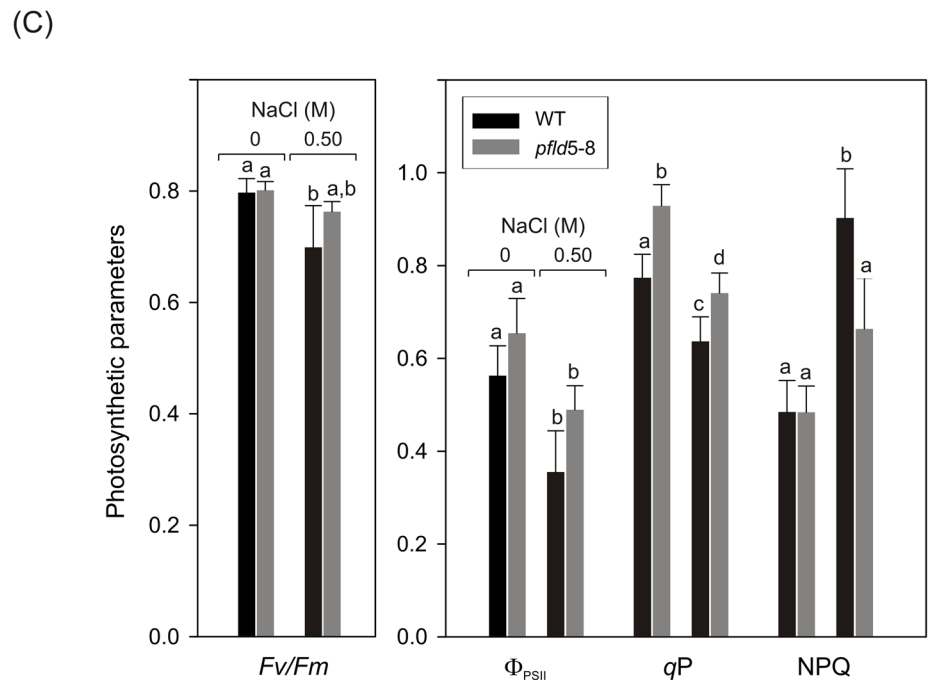 (C)
Photosynthetic parameters
0.8
0.6
0.4
0.2
0.0
NaCl (M)
0 0.50
a a b a,b
Fv/Fm
1.0
0.8
0.6
0.4
0.2
0.0
WT
pfld5-8
NaCl (M)
0 0.50
a a b b
a b c d
a a b a
ΦPSII
qP
NPQ